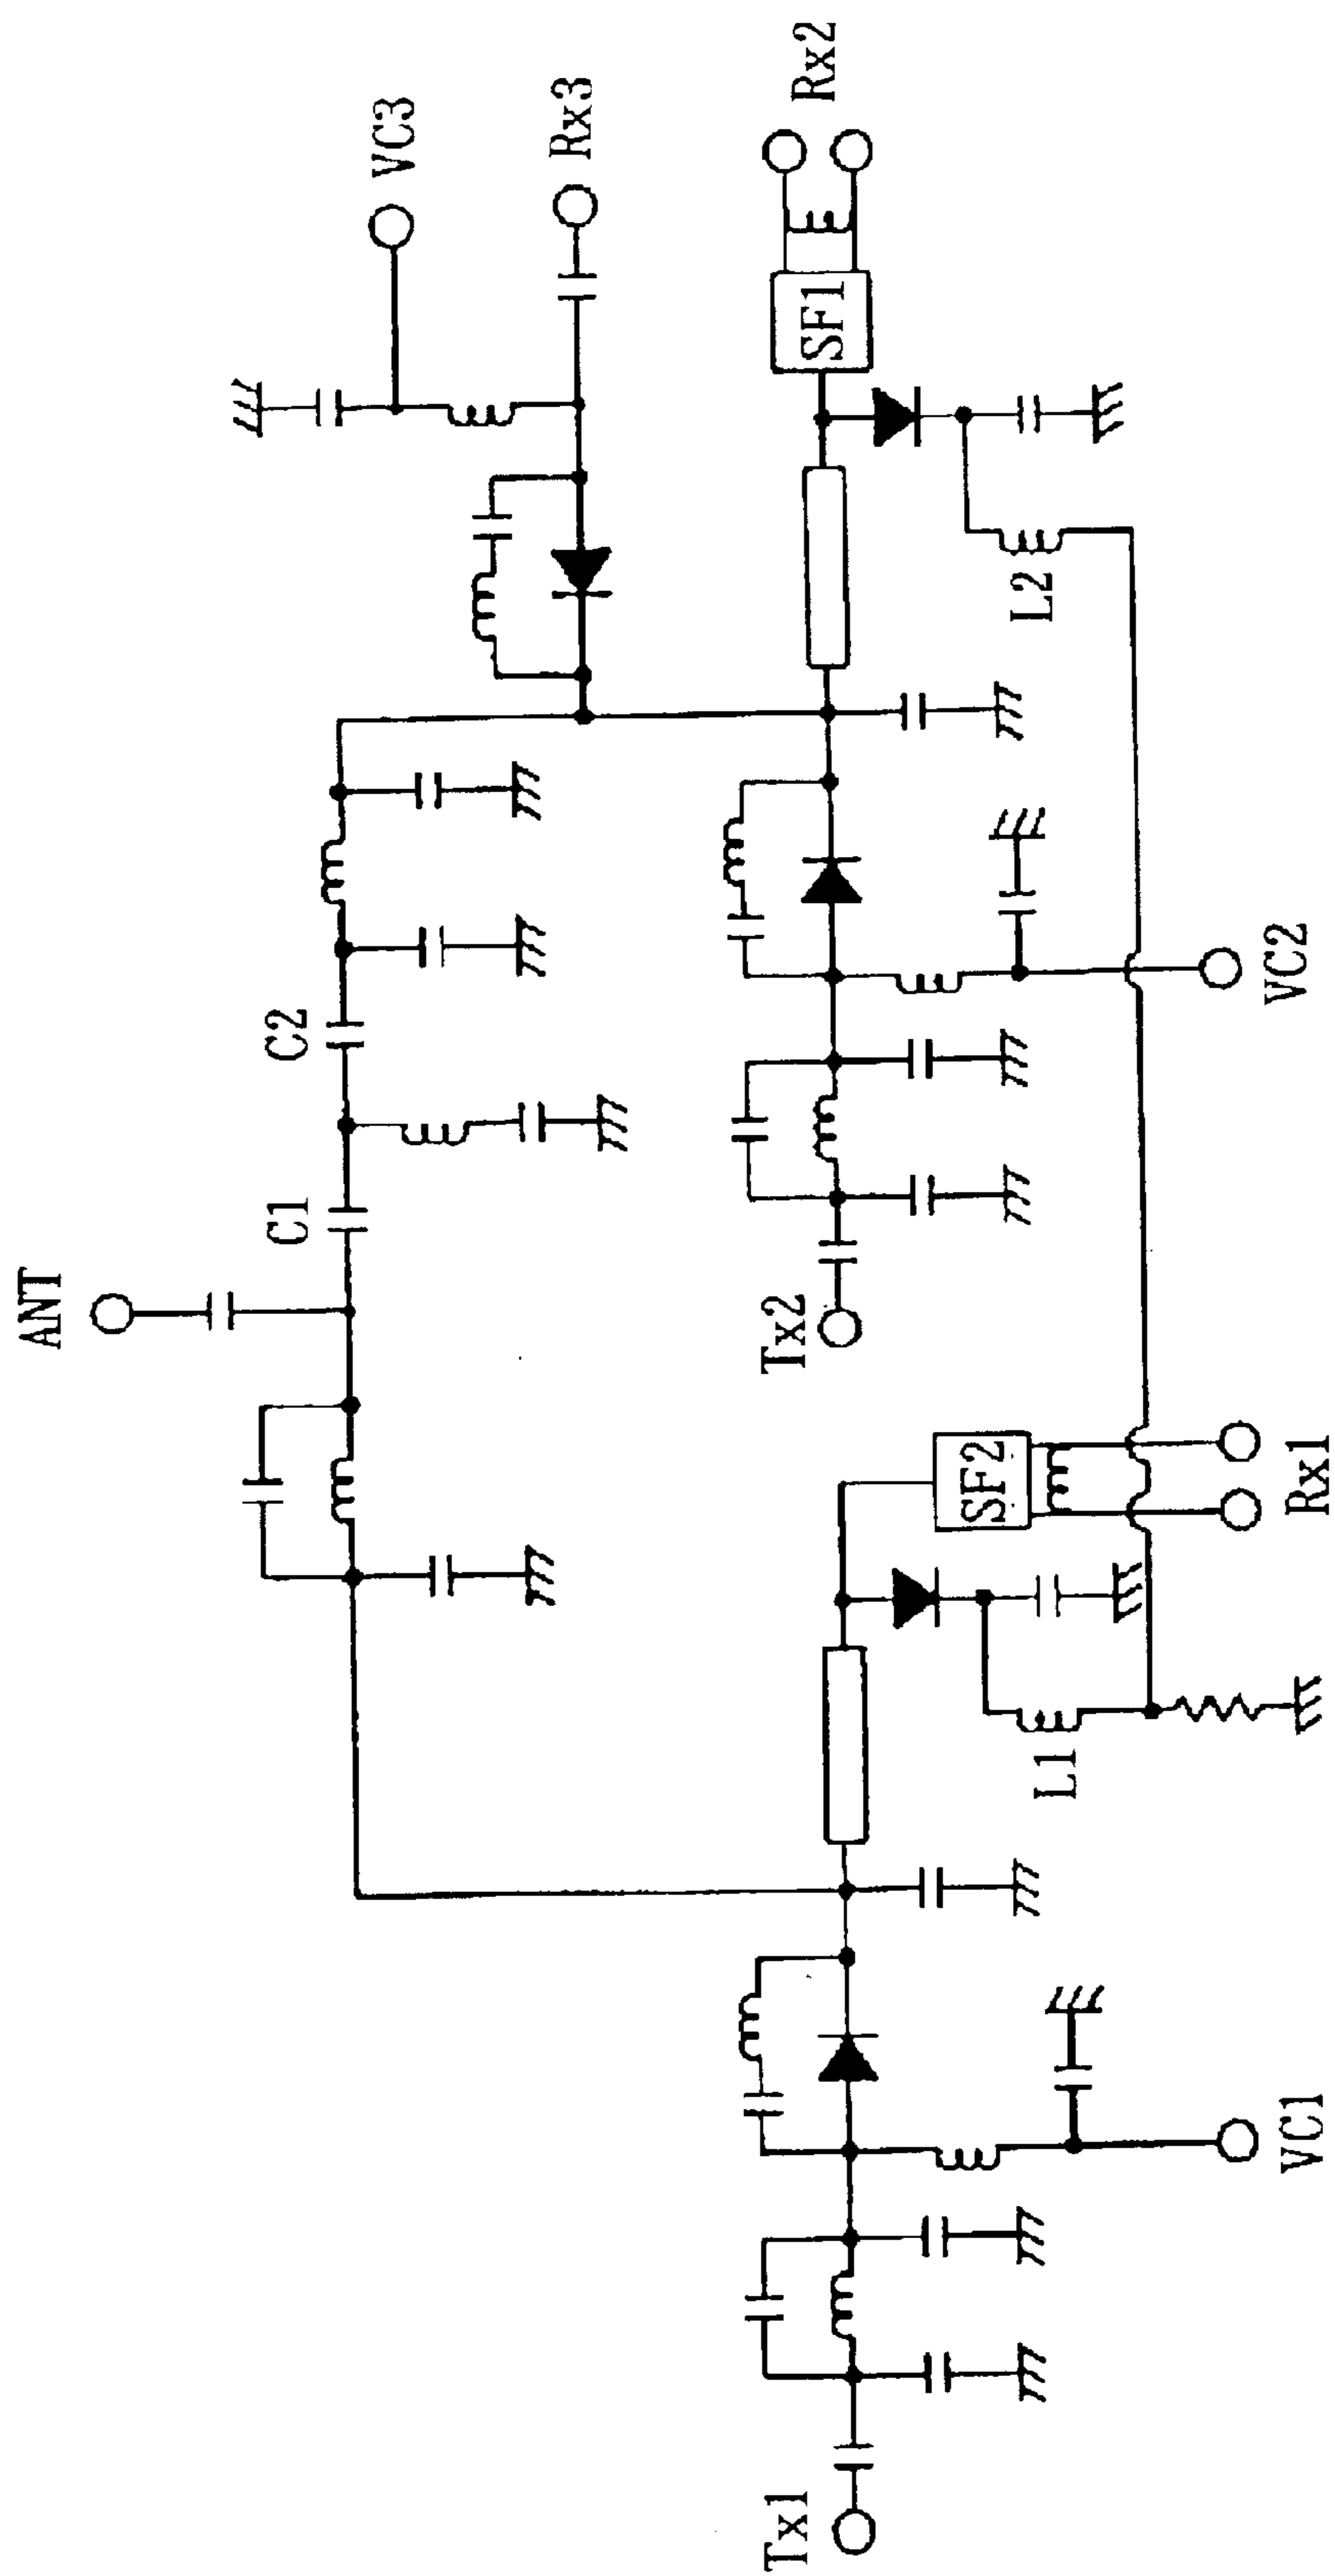 ANT
VC3
Rx3
C1
C2
Rx2
SF1
L2
Tx2
VC2
SF2
Rx1
L1
Tx1
VC1